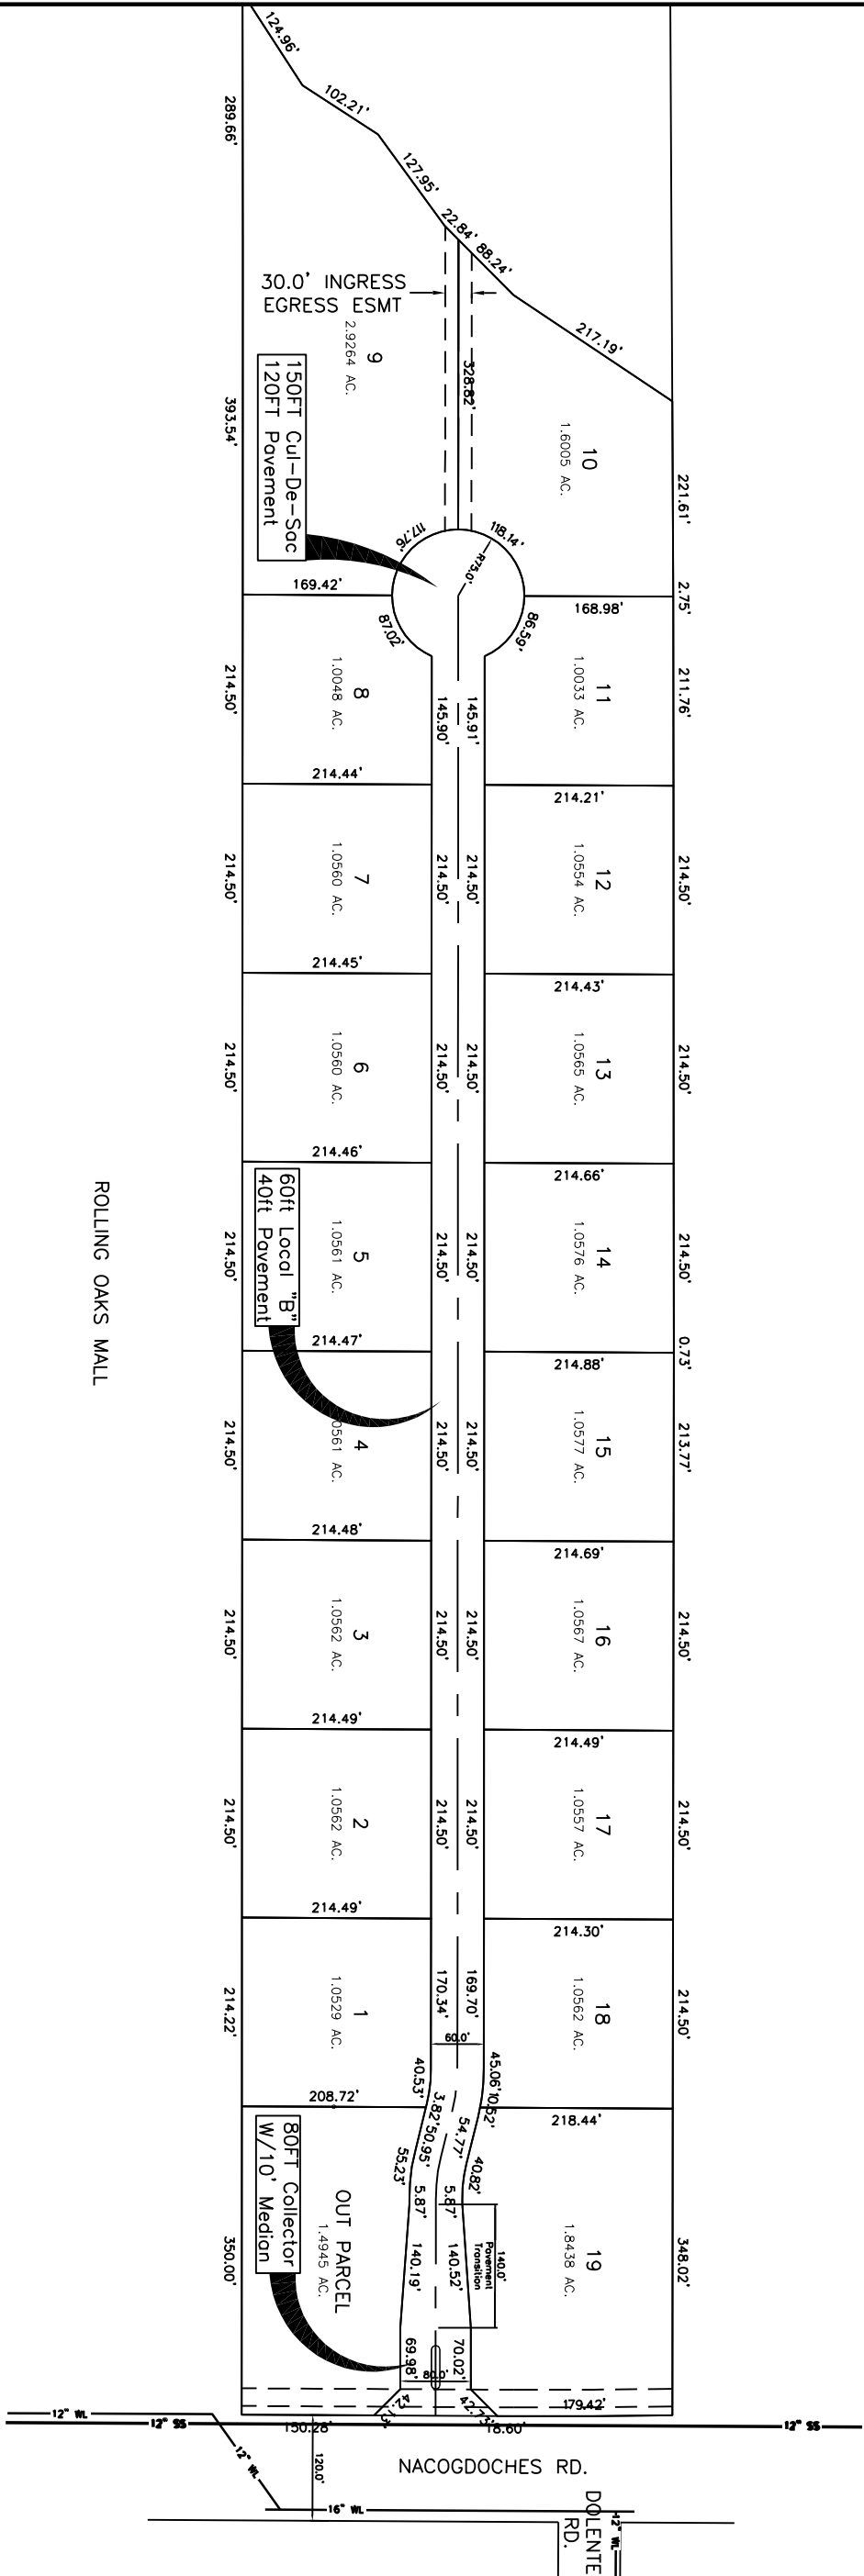 124.96'
102.21'
127.95'
22.84'
88.24'
217.19'
289.66'
30.0' INGRESS
EGRESS ESMT
9
2.9264 AC.
328.82'
10
1.6005 AC.
221.61'
393.54'
150FT Cul-De-Sac
120FT Pavement
117.76'
118.14'
R75.0'
169.42'
168.98'
2.75'
87.02'
86.59'
214.50'
8
1.0048 AC.
145.90'
145.91'
11
1.0033 AC.
211.76'
214.44'
214.21'
214.50'
7
1.0560 AC.
214.50'
214.50'
12
1.0554 AC.
214.50'
214.45'
214.43'
214.50'
6
1.0560 AC.
214.50'
214.50'
13
1.0565 AC.
214.50'
214.46'
214.66'
ROLLING OAKS MALL
60ft Local "B"
40ft Pavement
214.50'
5
1.0561 AC.
214.50'
214.50'
14
1.0576 AC.
214.50'
214.47'
214.88'
0.73'
214.50'
4
0561 AC.
214.50'
214.50'
15
1.0577 AC.
213.77'
214.48'
214.69'
214.50'
3
1.0562 AC.
214.50'
214.50'
16
1.0567 AC.
214.50'
214.49'
214.49'
214.50'
2
1.0562 AC.
214.50'
214.50'
17
1.0557 AC.
214.50'
214.49'
214.30'
214.22'
1
1.0529 AC.
170.34'
169.70'
18
1.0562 AC.
214.50'
60.0'
40.53'
45.06'
10.52'
208.72'
218.44'
3.82'
50.95'
54.77'
55.23'
40.82'
5.87'
5.87'
80FT Collector
W/10' Median
350.00'
OUT PARCEL
1.4945 AC.
140.19'
140.52'
140.0'
Pavement
Transition
19
1.8438 AC.
348.02'
69.98'
70.02'
80.0'
42.73'
179.42'
150.28'
18.60'
12" WL
12" SS
12" SS
12" WL
120.0'
NACOGDOCHES RD.
16" WL
12" WL
DOLENTE
RD.